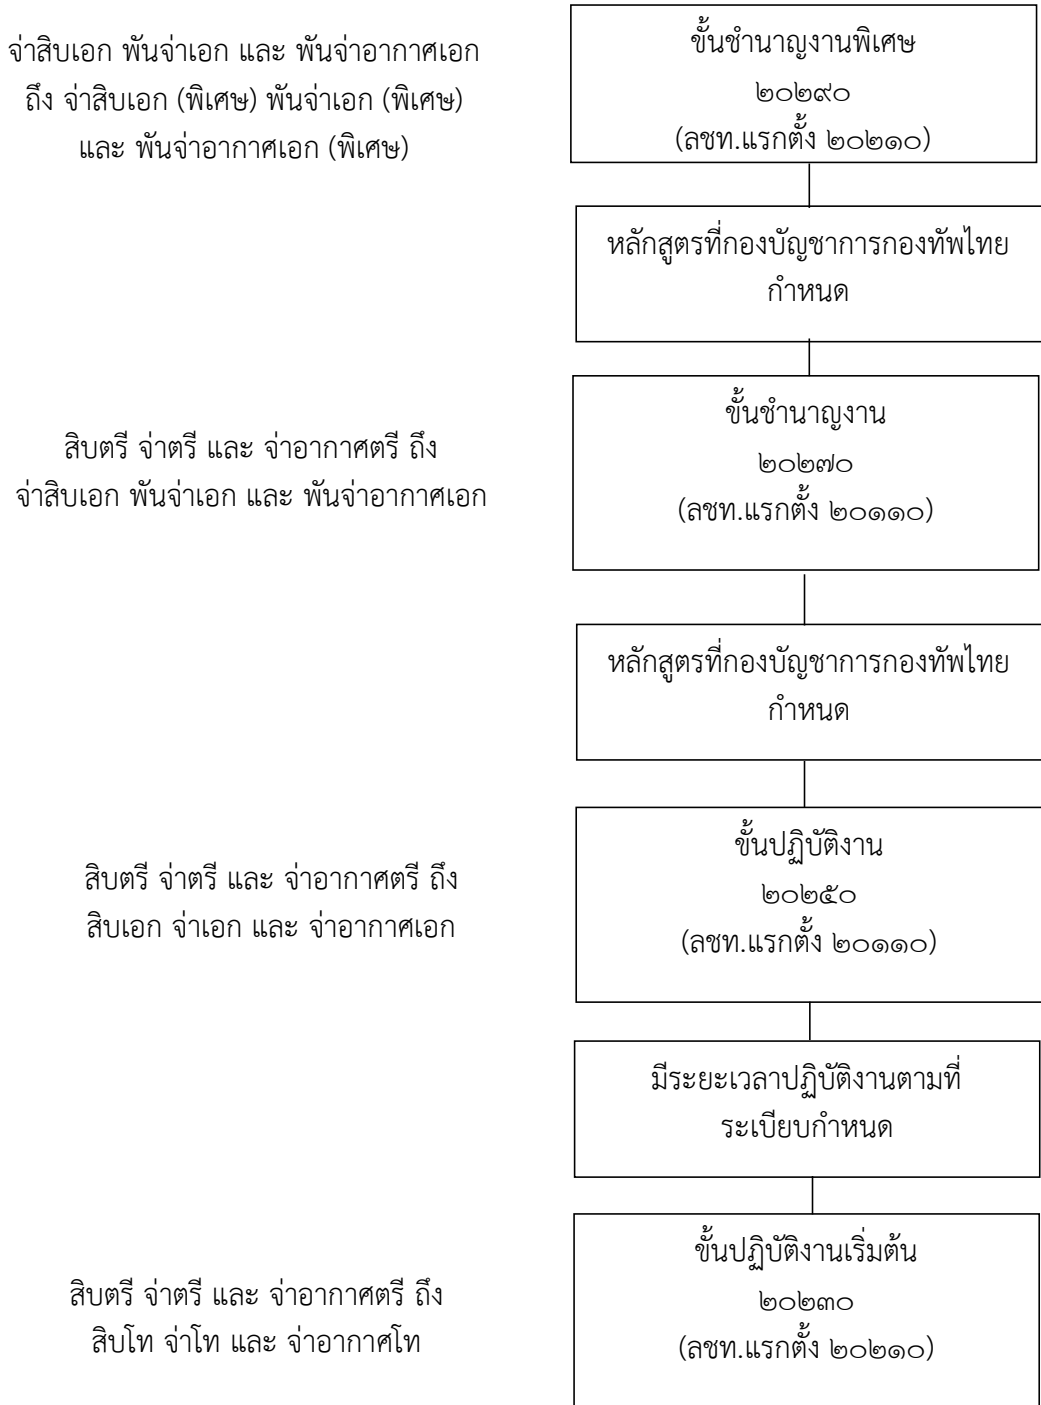 จ่าสิบเอก พันจ่าเอก และ พันจ่าอากาศเอก
ถึง จ่าสิบเอก (พิเศษ) พันจ่าเอก (พิเศษ)
และ พันจ่าอากาศเอก (พิเศษ)
ขั้นชำนาญงานพิเศษ
๒๐๒๙๐
(ลชท.แรกตั้ง ๒๐๒๑๐)
หลักสูตรที่กองบัญชาการกองทัพไทย
กำหนด
สิบตรี จ่าตรี และ จ่าอากาศตรี ถึง
จ่าสิบเอก พันจ่าเอก และ พันจ่าอากาศเอก
ขั้นชำนาญงาน
๒๐๒๗๐
(ลชท.แรกตั้ง ๒๐๑๑๐)
หลักสูตรที่กองบัญชาการกองทัพไทย
กำหนด
สิบตรี จ่าตรี และ จ่าอากาศตรี ถึง
สิบเอก จ่าเอก และ จ่าอากาศเอก
ขั้นปฏิบัติงาน
๒๐๒๕๐
(ลชท.แรกตั้ง ๒๐๑๑๐)
มีระยะเวลาปฏิบัติงานตามที่
ระเบียบกำหนด
สิบตรี จ่าตรี และ จ่าอากาศตรี ถึง
สิบโท จ่าโท และ จ่าอากาศโท
ขั้นปฏิบัติงานเริ่มต้น
๒๐๒๓๐
(ลชท.แรกตั้ง ๒๐๒๑๐)